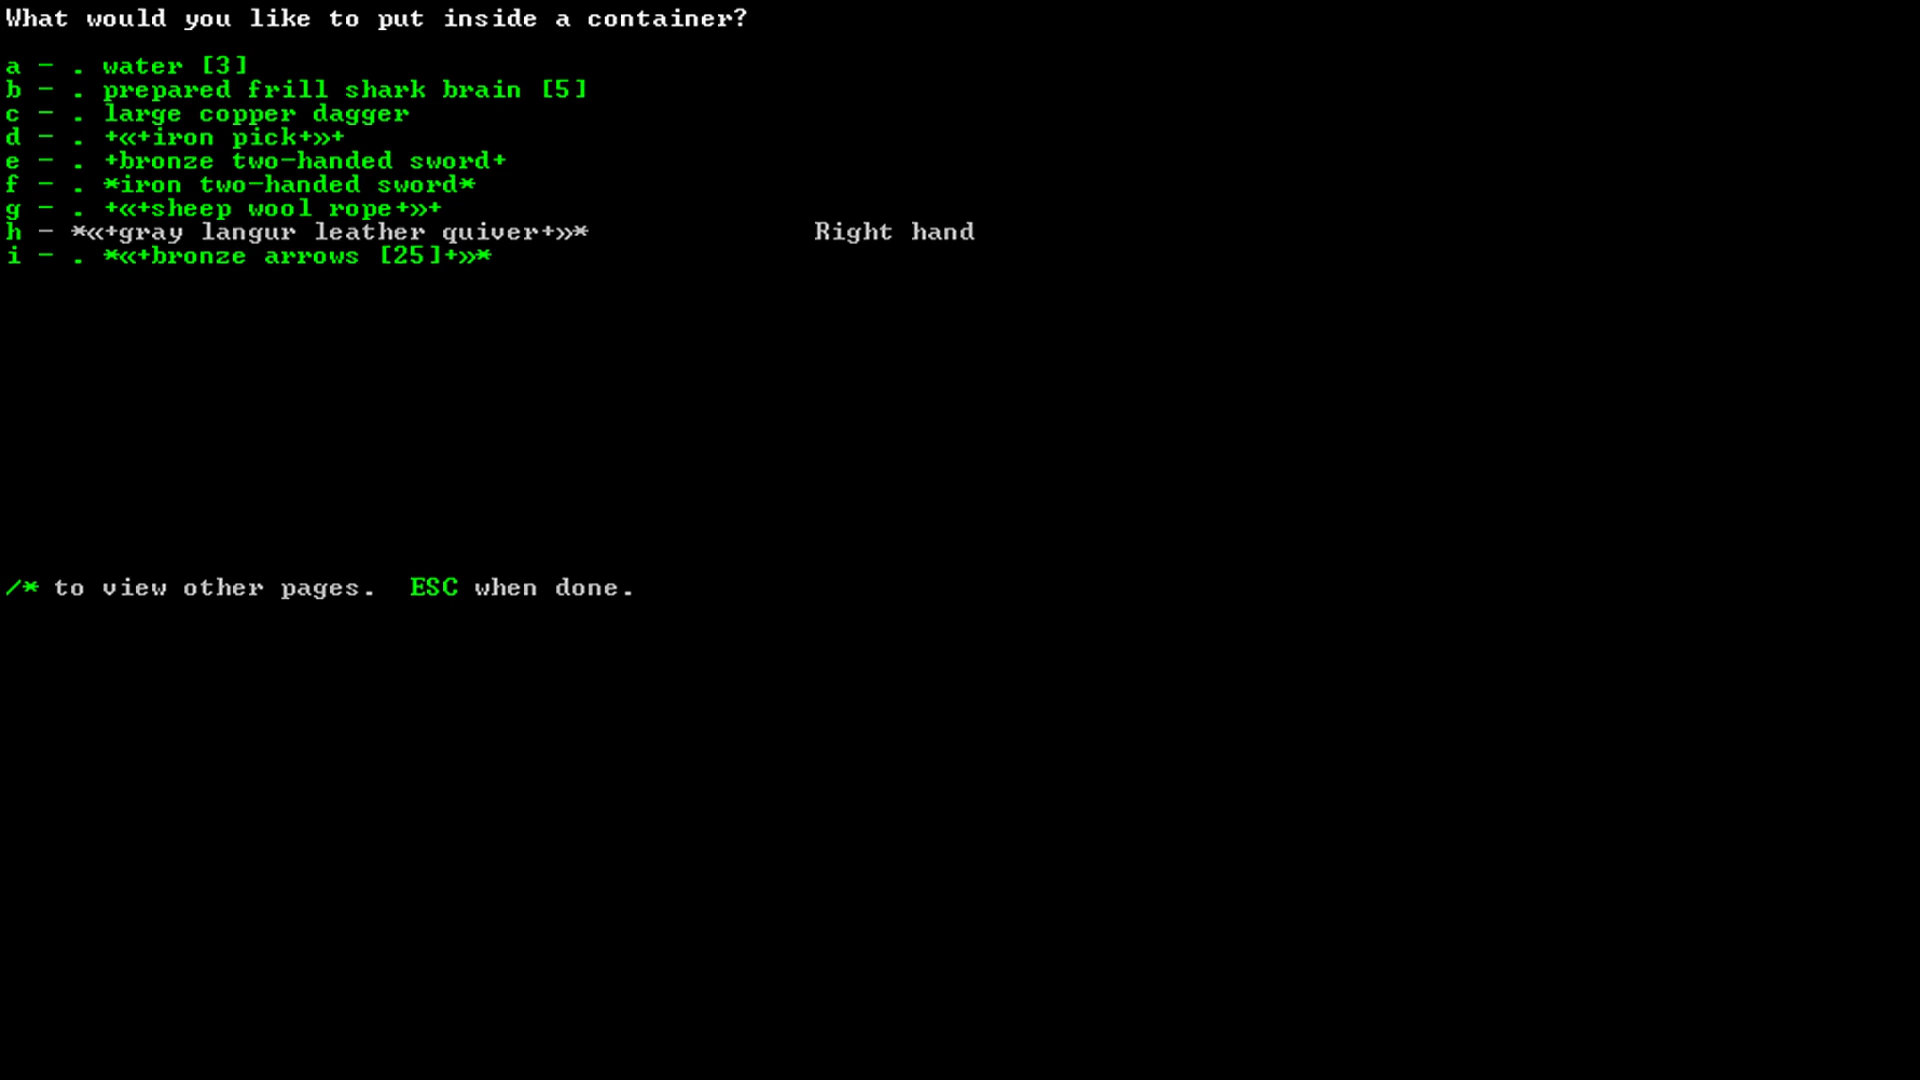 What would you like to put inside a container?
a - . water [3]
b - . prepared frill shark brain [5]
c - . large copper dagger
d - . +«+iron pick+»+
e - . +bronze two-handed sword+
f - . *iron two-handed sword*
g - . +«+sheep wool rope+»+
h - *«+gray langur leather quiver+»* Right hand
i - . *«+bronze arrows [25]+»*
/* to view other pages. ESC when done.